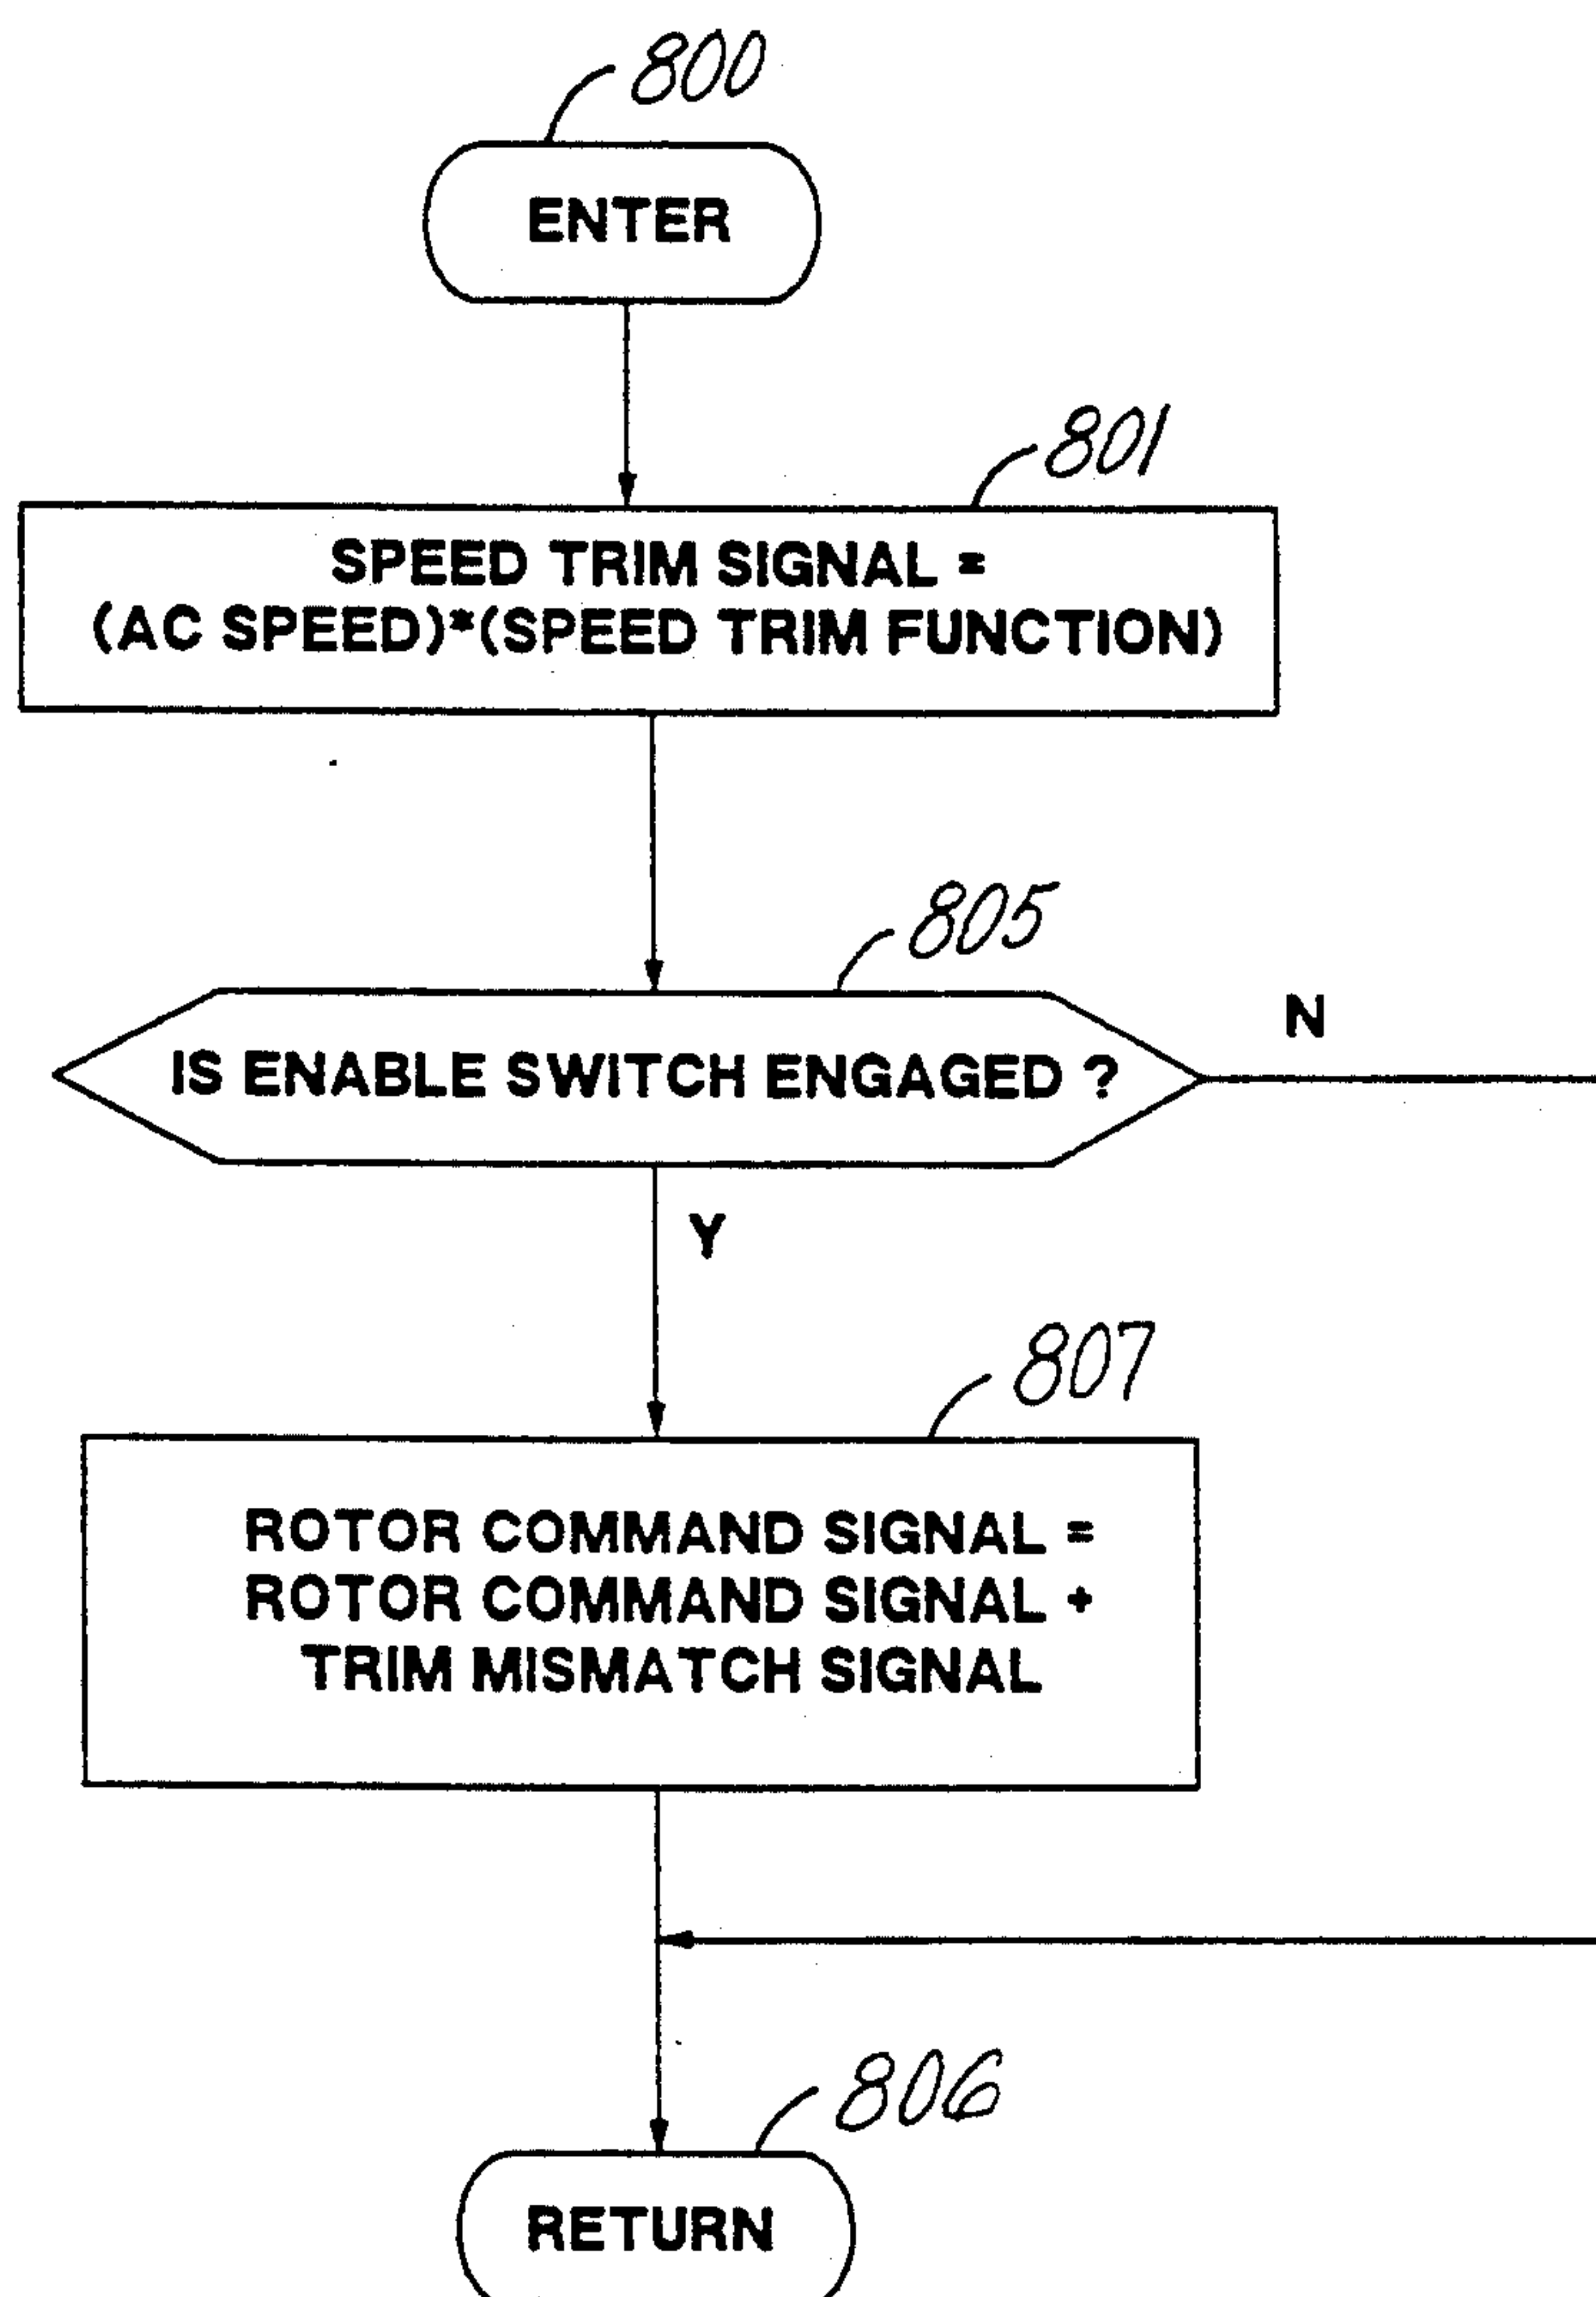 800
ENTER
801
SPEED TRIM SIGNAL =
(AC SPEED)*(SPEED TRIM FUNCTION)
805
N
IS ENABLE SWITCH ENGAGED ?
Y
807
ROTOR COMMAND SIGNAL =
ROTOR COMMAND SIGNAL +
TRIM MISMATCH SIGNAL
806
RETURN